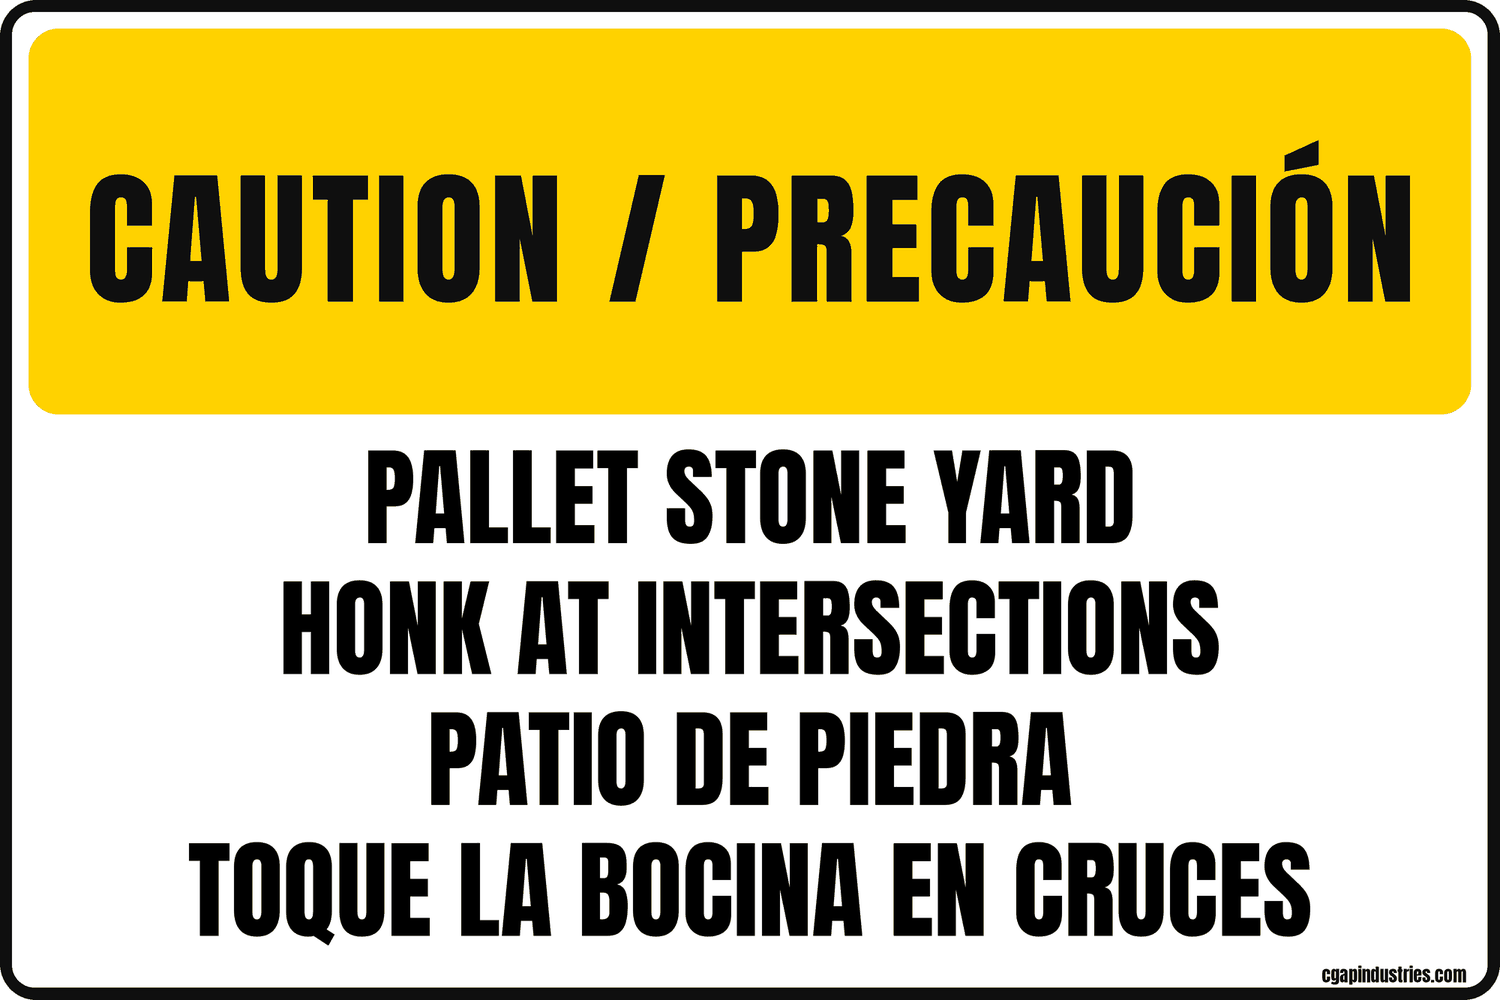 CAUTION / PRECAUCIÓN
PALLET STONE YARD
HONK AT INTERSECTIONS
PATIO DE PIEDRA
TOQUE LA BOCINA EN CRUCES
cgapindustries.com